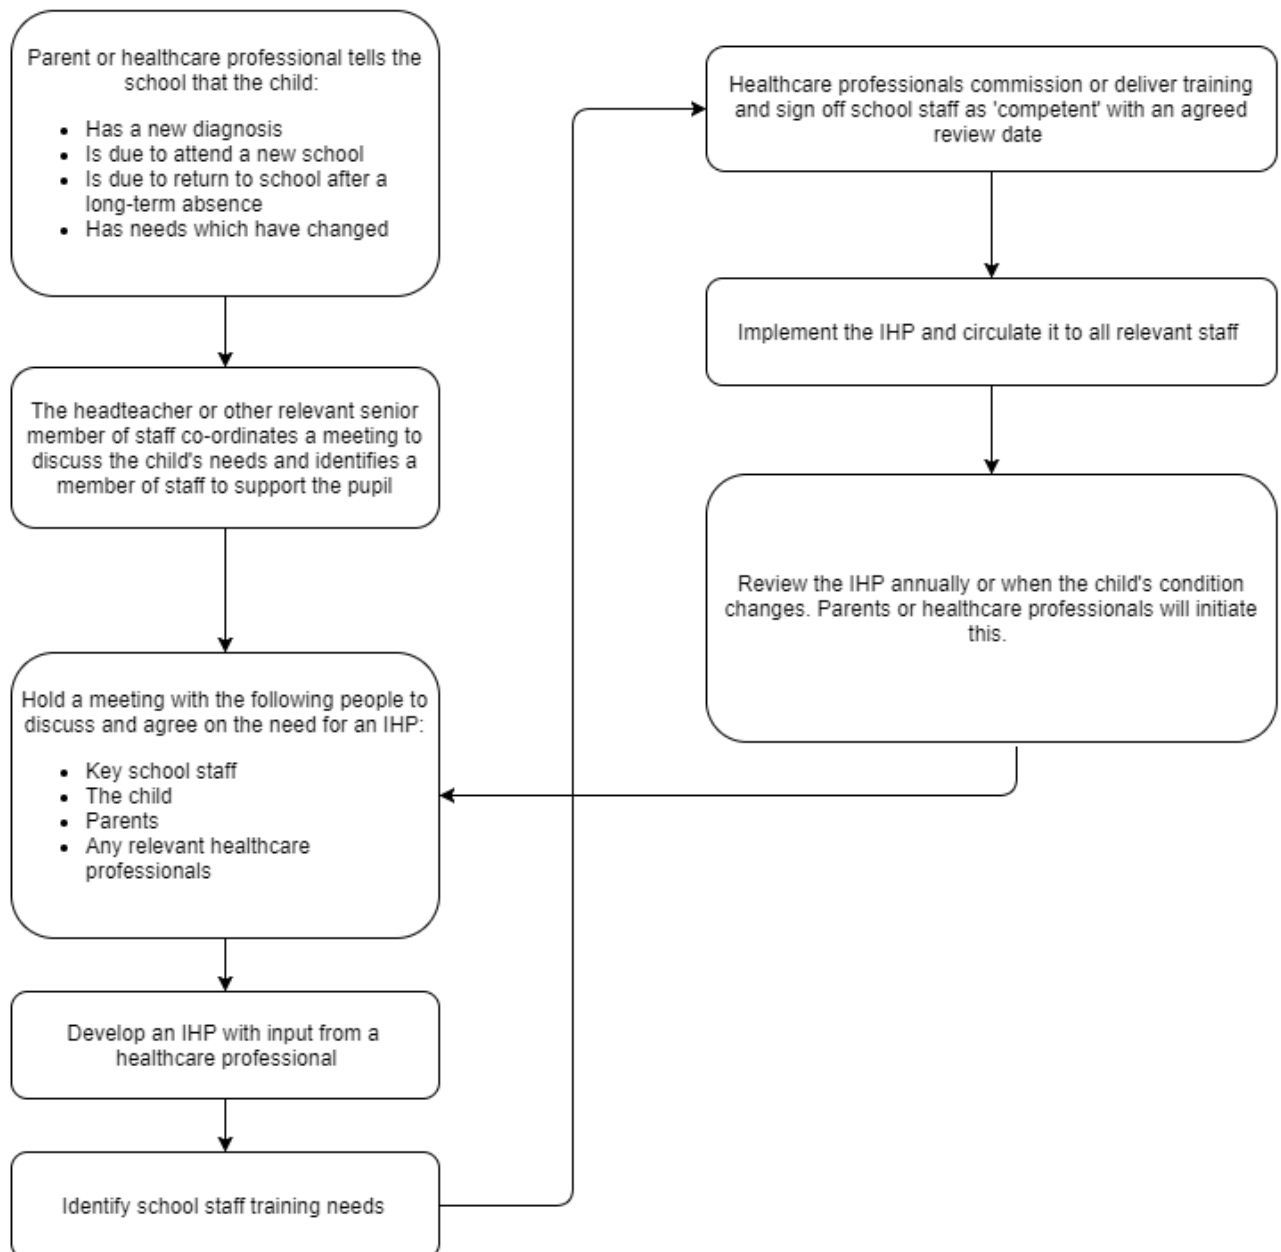 Parent or healthcare professional tells the
school that the child:
• Has a new diagnosis
• Is due to attend a new school
• Is due to return to school after a
long-term absence
• Has needs which have changed
The headteacher or other relevant senior
member of staff co-ordinates a meeting to
discuss the child's needs and identifies a
member of staff to support the pupil
Hold a meeting with the following people to
discuss and agree on the need for an IHP:
• Key school staff
• The child
• Parents
• Any relevant healthcare
professionals
Develop an IHP with input from a
healthcare professional
Identify school staff training needs
Healthcare professionals commission or deliver training
and sign off school staff as 'competent' with an agreed
review date
Implement the IHP and circulate it to all relevant staff
Review the IHP annually or when the child's condition
changes. Parents or healthcare professionals will initiate
this.